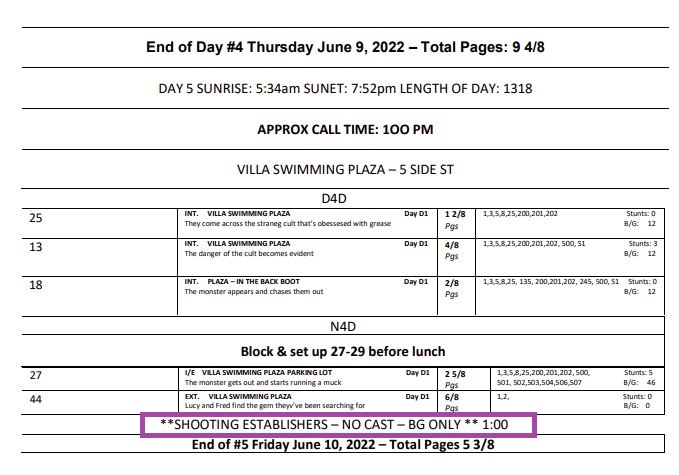 End of Day #4 Thursday June 9, 2022 – Total Pages: 9 4/8
DAY 5 SUNRISE: 5:34am SUNET: 7:52pm LENGTH OF DAY: 1318
APPROX CALL TIME: 1OO PM
VILLA SWIMMING PLAZA – 5 SIDE ST
D4D
25 INT. VILLA SWIMMING PLAZA Day D1 1 2/8 1,3,5,8,25,200,201,202 Stunts: 0
They come across the straneg cult that's obsessesed with grease Pgs B/G: 12
13 INT. VILLA SWIMMING PLAZA Day D1 4/8 1,3,5,8,25,200,201,202, 500, S1 Stunts: 3
The danger of the cult becomes evident Pgs B/G: 12
18 INT. PLAZA – IN THE BACK BOOT Day D1 2/8 1,3,5,8,25, 135, 200,201,202, 245, 500, S1 Stunts: 0
The monster appears and chases them out Pgs B/G: 12
N4D
Block & set up 27-29 before lunch
27 I/E VILLA SWIMMING PLAZA PARKING LOT Day D1 2 5/8 1,3,5,8,25,200,201,202, 500, Stunts: 5
The monster gets out and starts running a muck Pgs 501, 502,503,504,506,507 B/G: 46
44 EXT. VILLA SWIMMING PLAZA Day D1 6/8 1,2, Stunts: 0
Lucy and Fred find the gem theyv've been searching for Pgs B/G: 0
**SHOOTING ESTABLISHERS – NO CAST – BG ONLY ** 1:00
End of #5 Friday June 10, 2022 – Total Pages 5 3/8